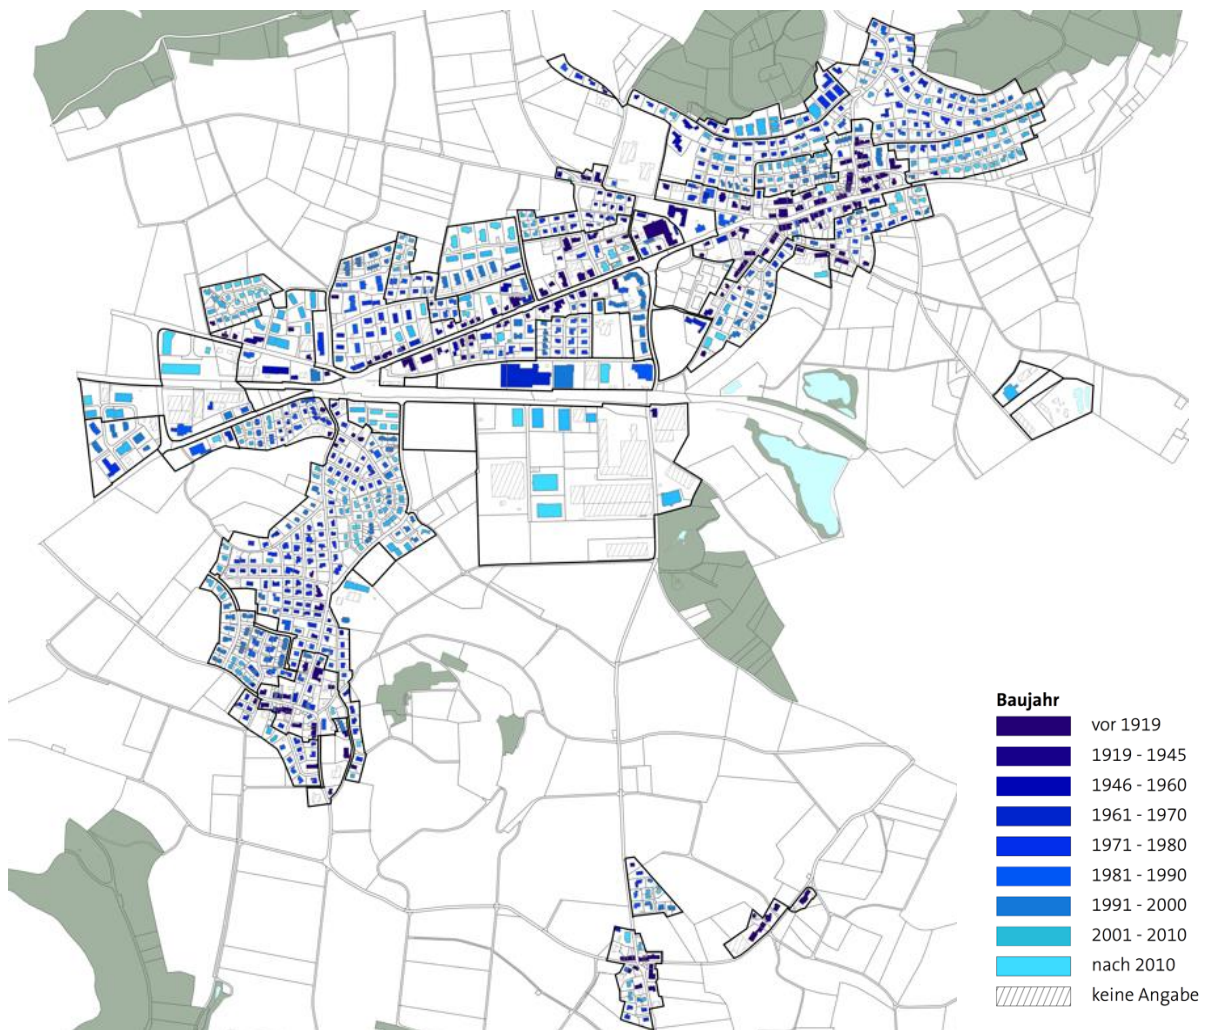 Baujahr
vor 1919
1919 - 1945
1946 - 1960
1961 - 1970
1971 - 1980
1981 - 1990
1991 - 2000
2001 - 2010
nach 2010
keine Angabe